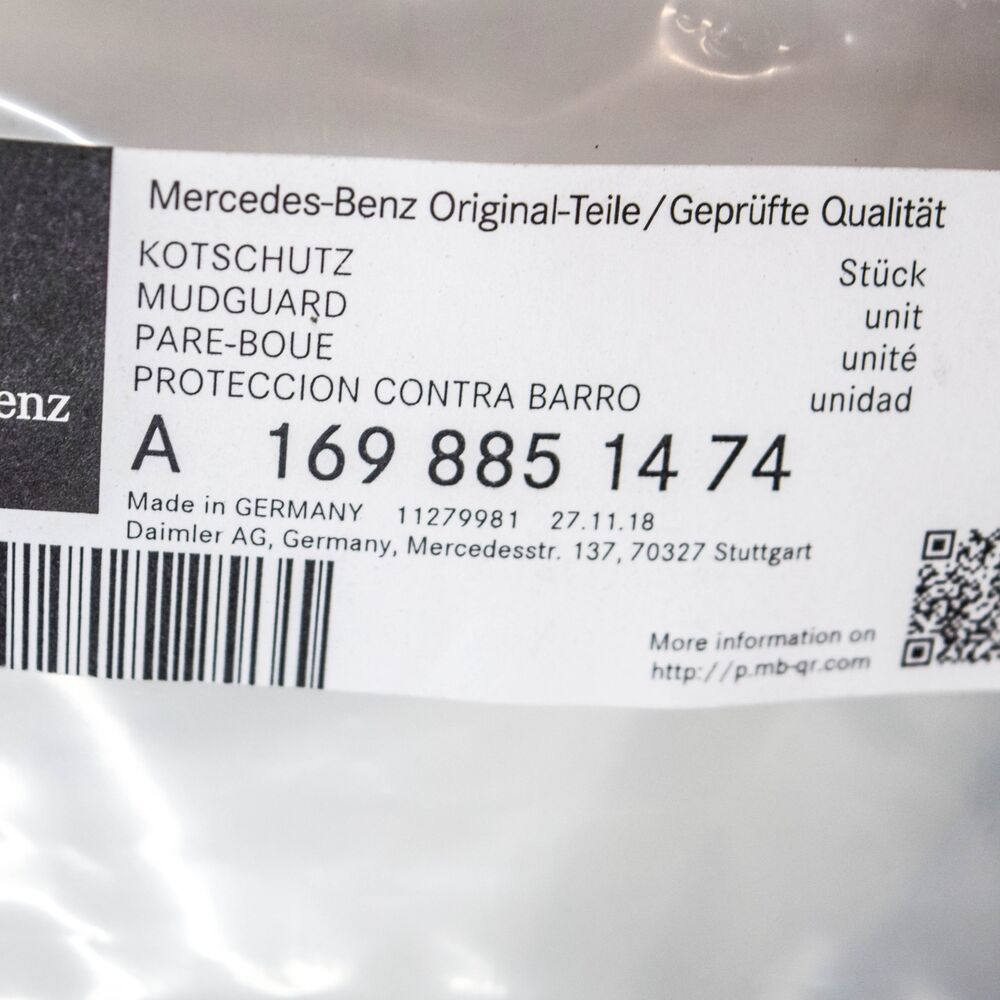 Mercedes-Benz Original-Teile/Geprüfte Qualität
KOTSCHUTZ Stück
MUDGUARD unit
PARE-BOUE unité
PROTECCION CONTRA BARRO unidad
enz
A 169 885 14 74
Made in GERMANY 11279981 27.11.18
Daimler AG, Germany, Mercedesstr. 137, 70327 Stuttgart
More information on
http://p.mb-qr.com